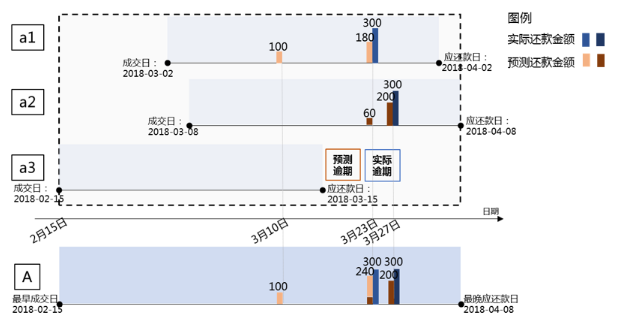 图例
实际还款金额
预测还款金额
a1
100
180
300
成交日：
2018-03-02
应还款日：
2018-04-02
a2
60
200
300
成交日：
2018-03-08
应还款日：
2018-04-08
a3
预测
逾期
实际
逾期
成交日：
2018-02-15
应还款日：
2018-03-15
日期
2月15日
3月10日
3月23日
3月27日
A
100
240
300
200
300
最早成交日
2018-02-15
最晚应还款日
2018-04-08